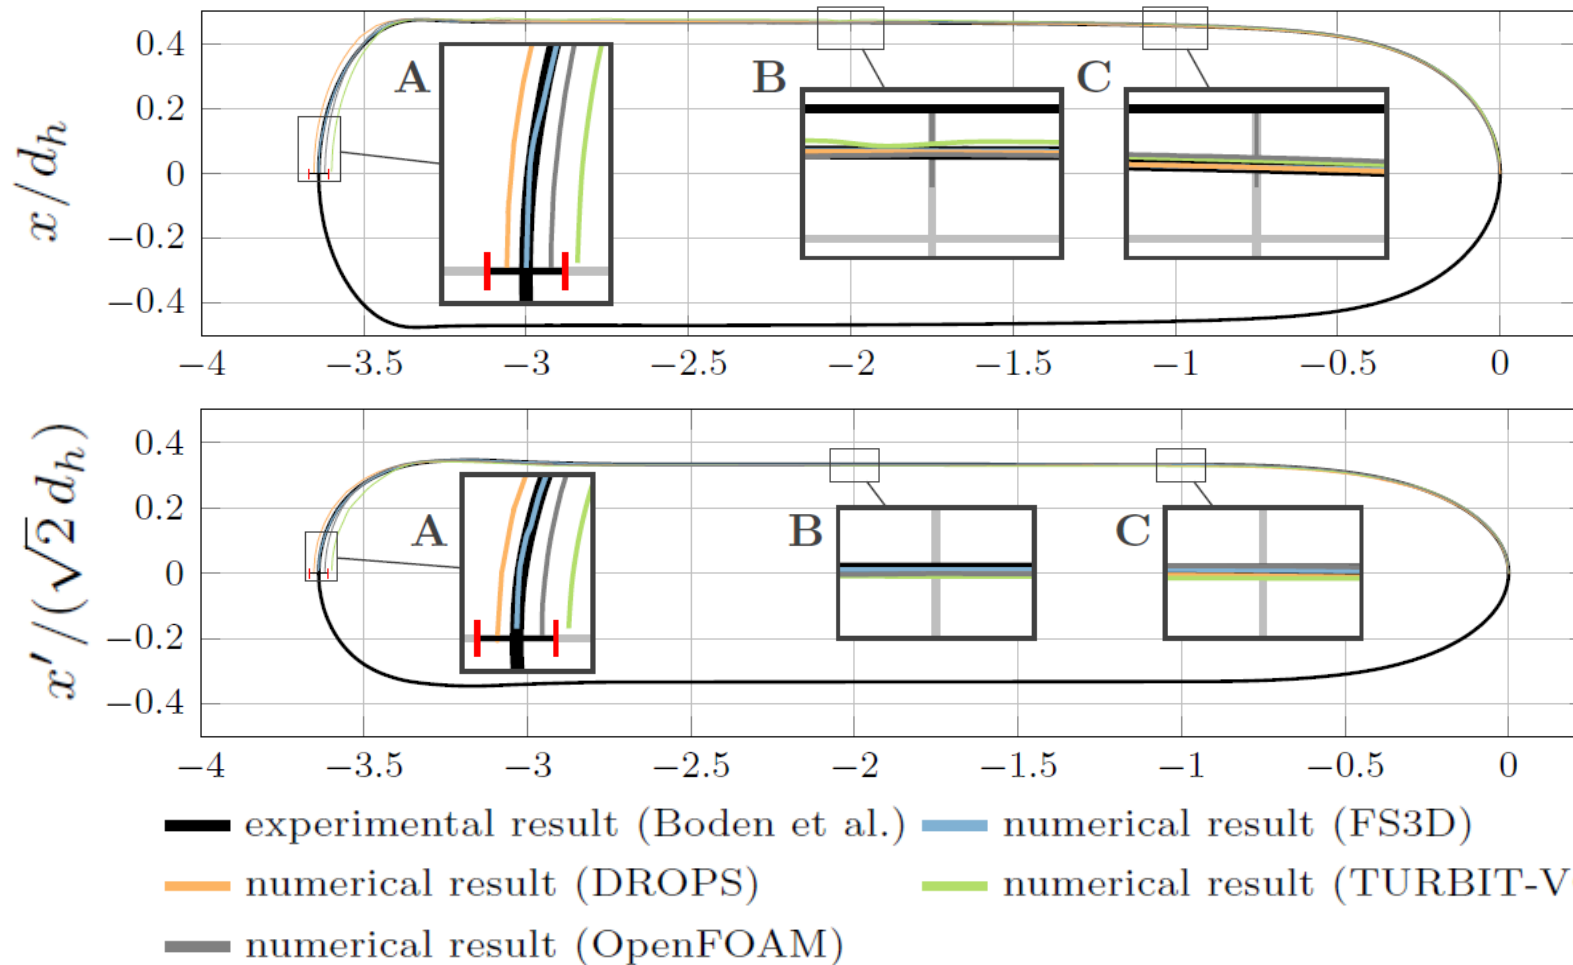 x/d_h
0.4
0.2
0
−0.2
−0.4
A
B
C
−4
−3.5
−3
−2.5
−2
−1.5
−1
−0.5
0
x′/(√2 d_h)
0.4
0.2
0
−0.2
−0.4
A
B
C
−4
−3.5
−3
−2.5
−2
−1.5
−1
−0.5
0
experimental result (Boden et al.)
numerical result (FS3D)
numerical result (DROPS)
numerical result (TURBIT-V
numerical result (OpenFOAM)